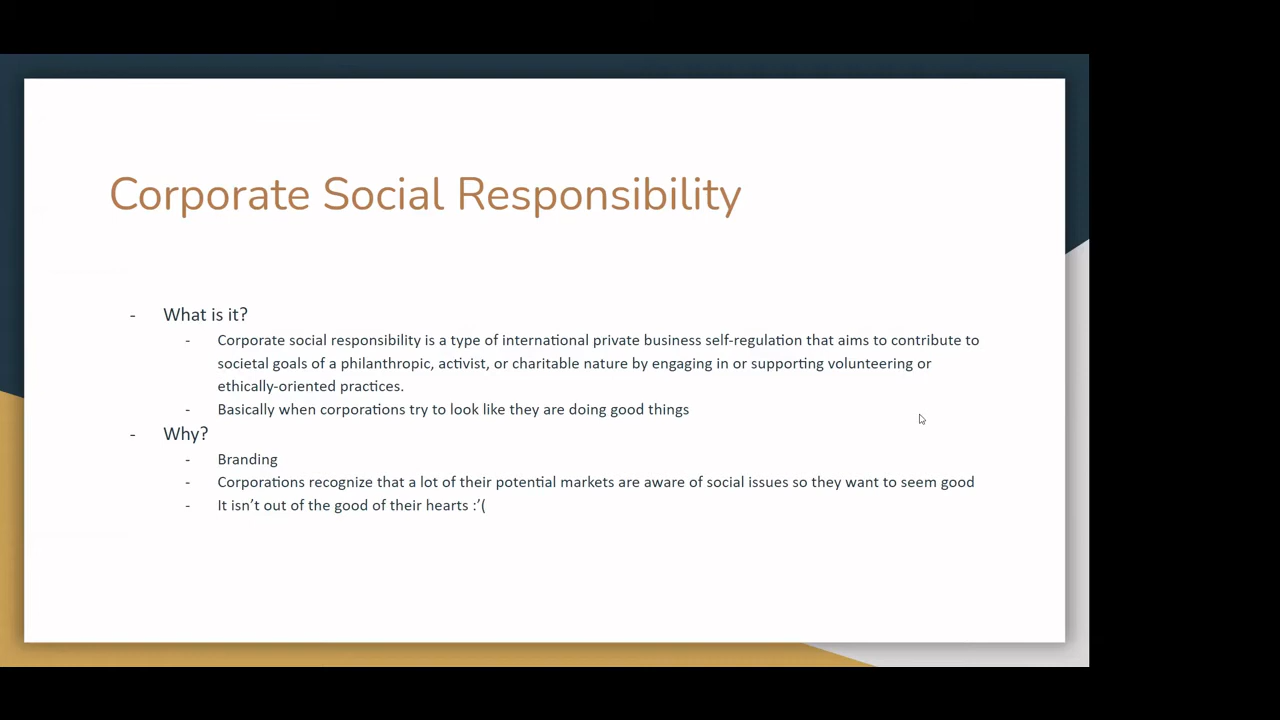 Corporate Social Responsibility
- What is it?
- Corporate social responsibility is a type of international private business self-regulation that aims to contribute to
societal goals of a philanthropic, activist, or charitable nature by engaging in or supporting volunteering or
ethically-oriented practices.
- Basically when corporations try to look like they are doing good things
- Why?
- Branding
- Corporations recognize that a lot of their potential markets are aware of social issues so they want to seem good
- It isn’t out of the good of their hearts :’(